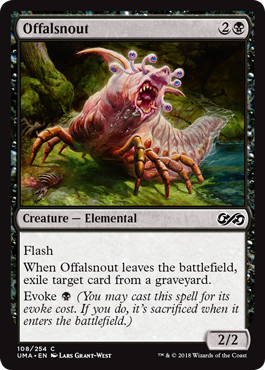 Offalsnout 2
Creature — Elemental
Flash
When Offalsnout leaves the battlefield,
exile target card from a graveyard.
Evoke (You may cast this spell for its
evoke cost. If you do, it's sacrificed when it
enters the battlefield.)
2/2
108/254 C
UMA • EN LARS GRANT-WEST ™ & © 2018 Wizards of the Coast